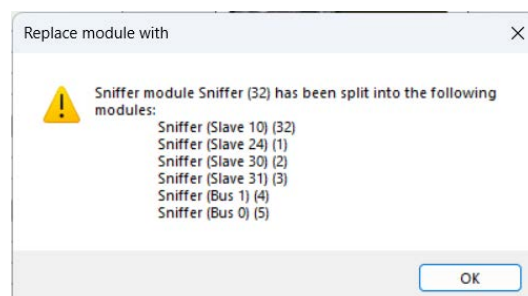 Replace module with
Sniffer module Sniffer (32) has been split into the following
modules:
Sniffer (Slave 10) (32)
Sniffer (Slave 24) (1)
Sniffer (Slave 30) (2)
Sniffer (Slave 31) (3)
Sniffer (Bus 1) (4)
Sniffer (Bus 0) (5)
OK